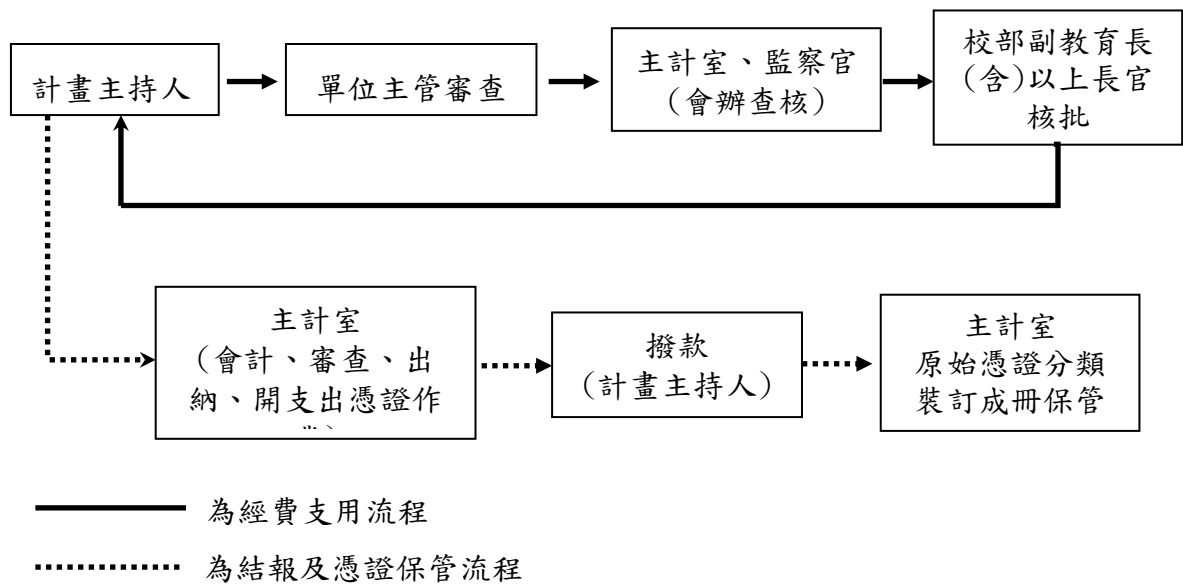 計畫主持人
單位主管審查
主計室、監察官
（會辦查核）
校部副教育長
(含)以上長官
核批
主計室
（會計、審查、出
納、開支出憑證作
撥款
(計畫主持人)
主計室
原始憑證分類
裝訂成冊保管
為經費支用流程
為結報及憑證保管流程